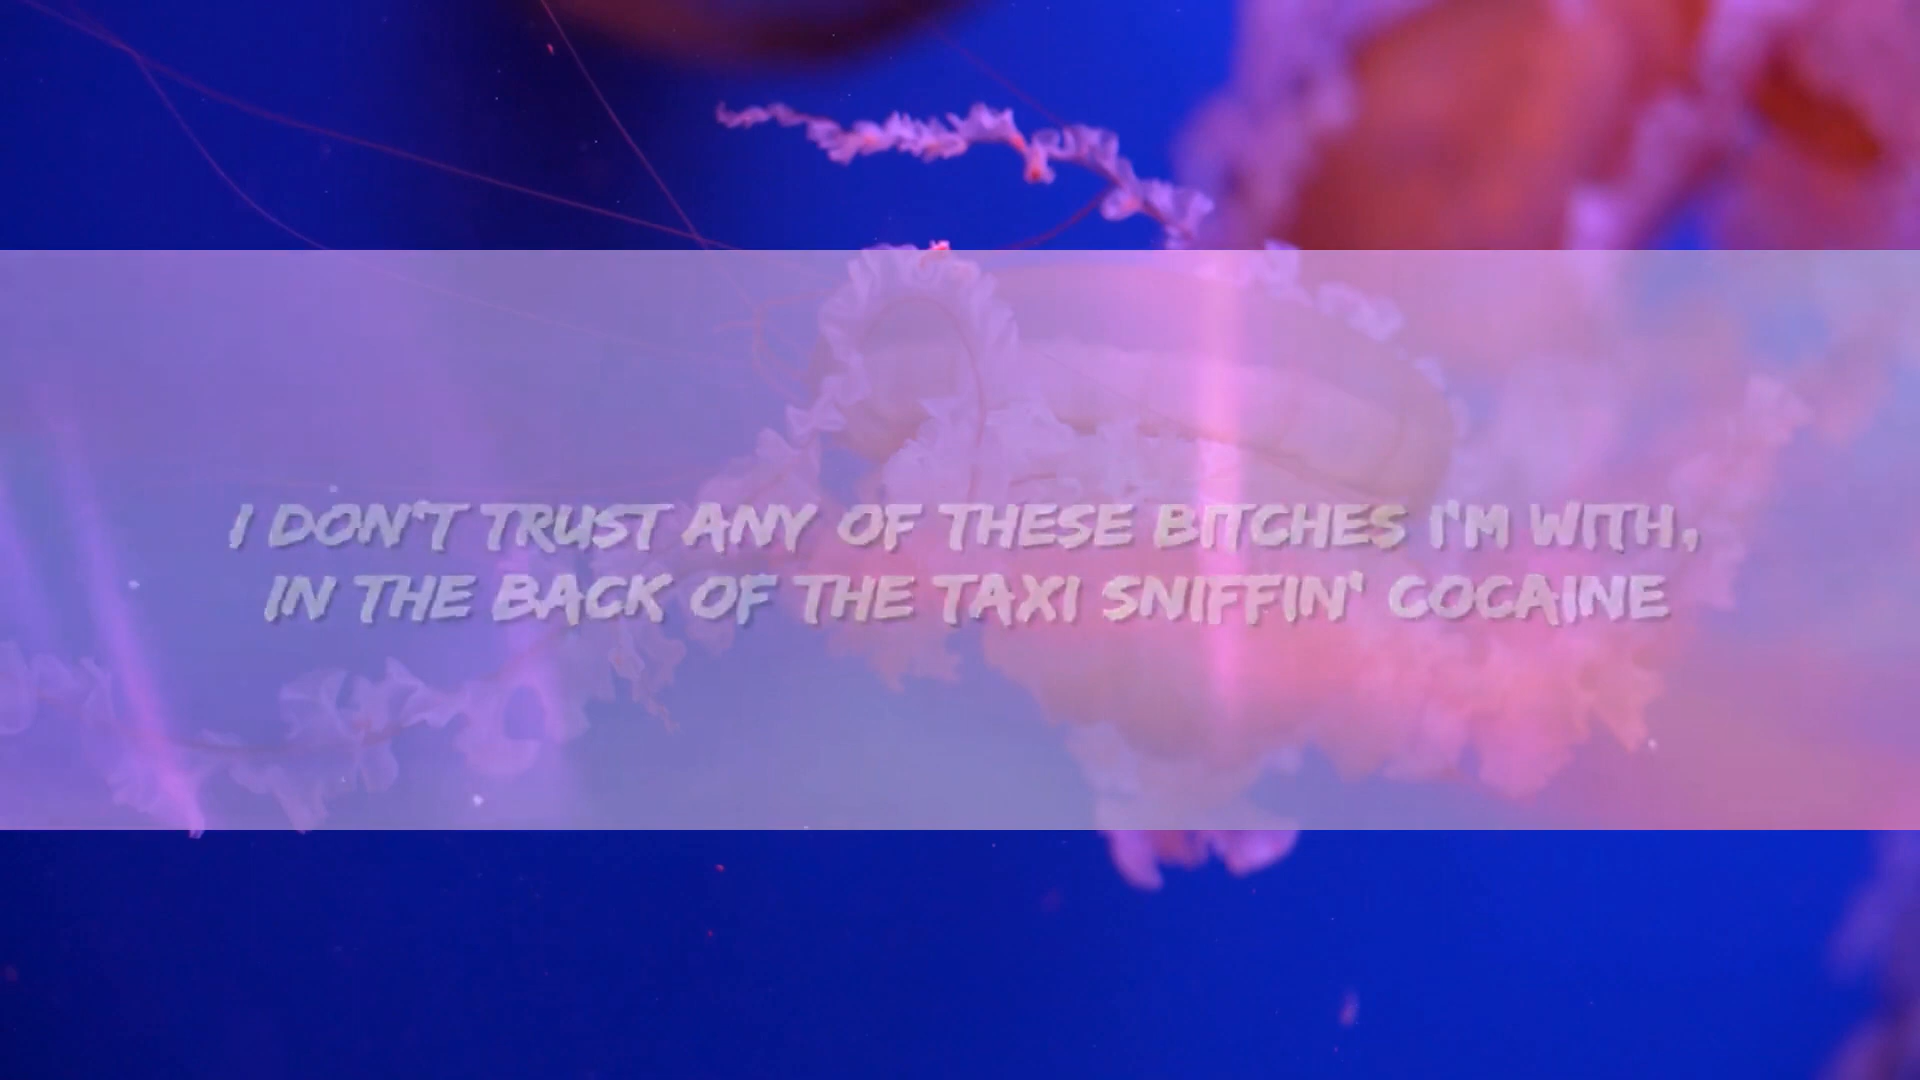 I DON'T TRUST ANY OF THESE BITCHES I'M WITH,
IN THE BACK OF THE TAXI SNIFFIN' COCAINE